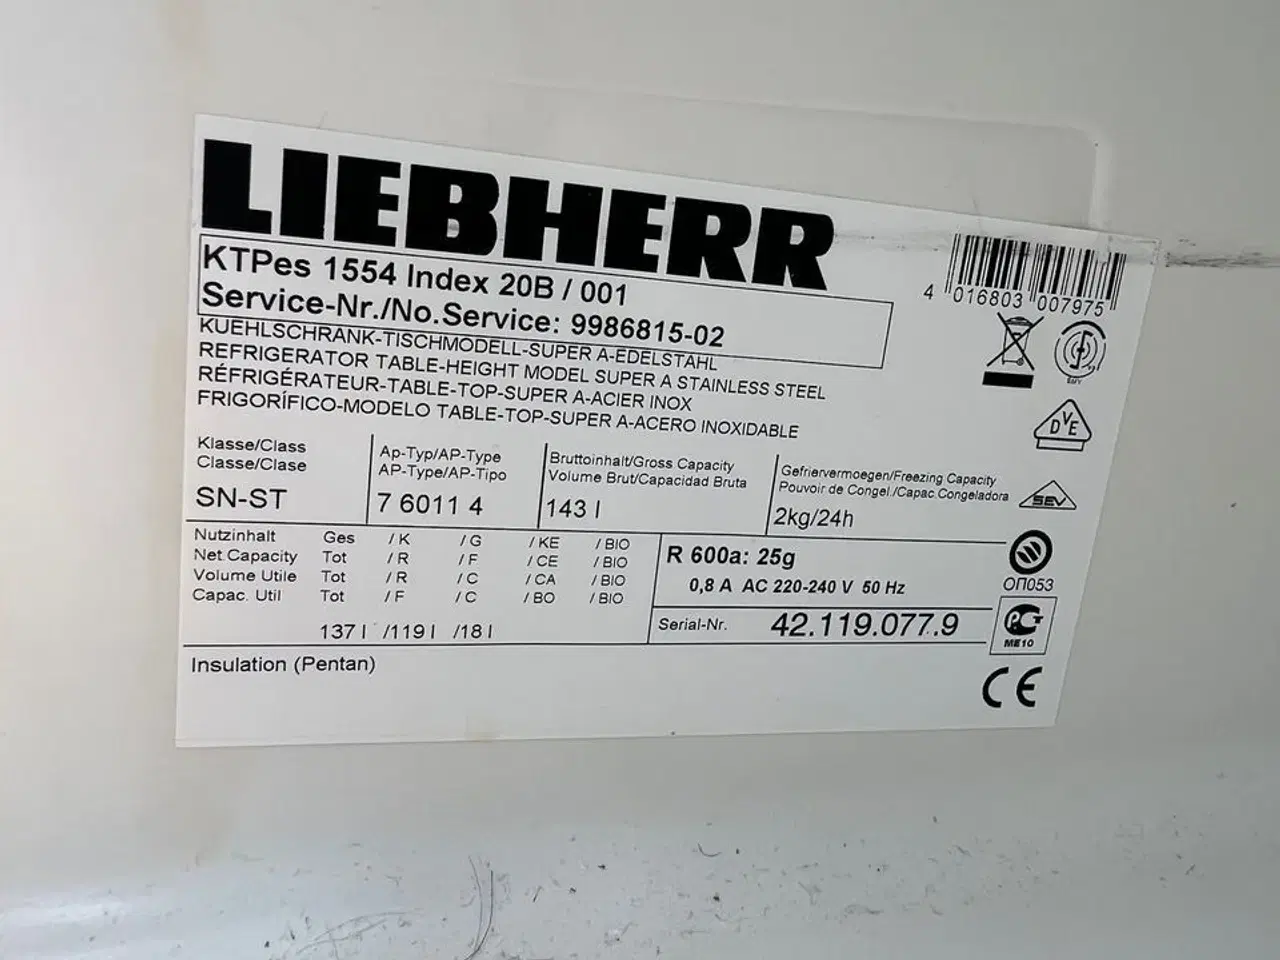 LIEBHERR
KTPes 1554 Index 20B / 001
Service-Nr./No.Service: 9986815-02
4 016803 007975
KUEHLSCHRANK-TISCHMODELL-SUPER A-EDELSTAHL
REFRIGERATOR TABLE-HEIGHT MODEL SUPER A STAINLESS STEEL
RÉFRIGÉRATEUR-TABLE-TOP-SUPER A-ACIER INOX
FRIGORÍFICO-MODELO TABLE-TOP-SUPER A-ACERO INOXIDABLE
DVE
Klasse/Class
Classe/Clase
SN-ST
Ap-Typ/AP-Type
AP-Type/AP-Tipo
7 6011 4
Bruttoinhalt/Gross Capacity
Volume Brut/Capacidad Bruta
143 l
Gefriervermoegen/Freezing Capacity
Pouvoir de Congel./Capac.Congeladora
2kg/24h
SEV
Nutzinhalt Ges / K / G / KE / BIO
Net Capacity Tot / R / F / CE / BIO
Volume Utile Tot / R / C / CA / BIO
Capac. Util Tot / F / C / BO / BIO
137 l /119 l /18 l
R 600a: 25g
0,8 A AC 220-240 V 50 Hz
Serial-Nr. 42.119.077.9
ОП053
РСТ
ME10
Insulation (Pentan)
CE